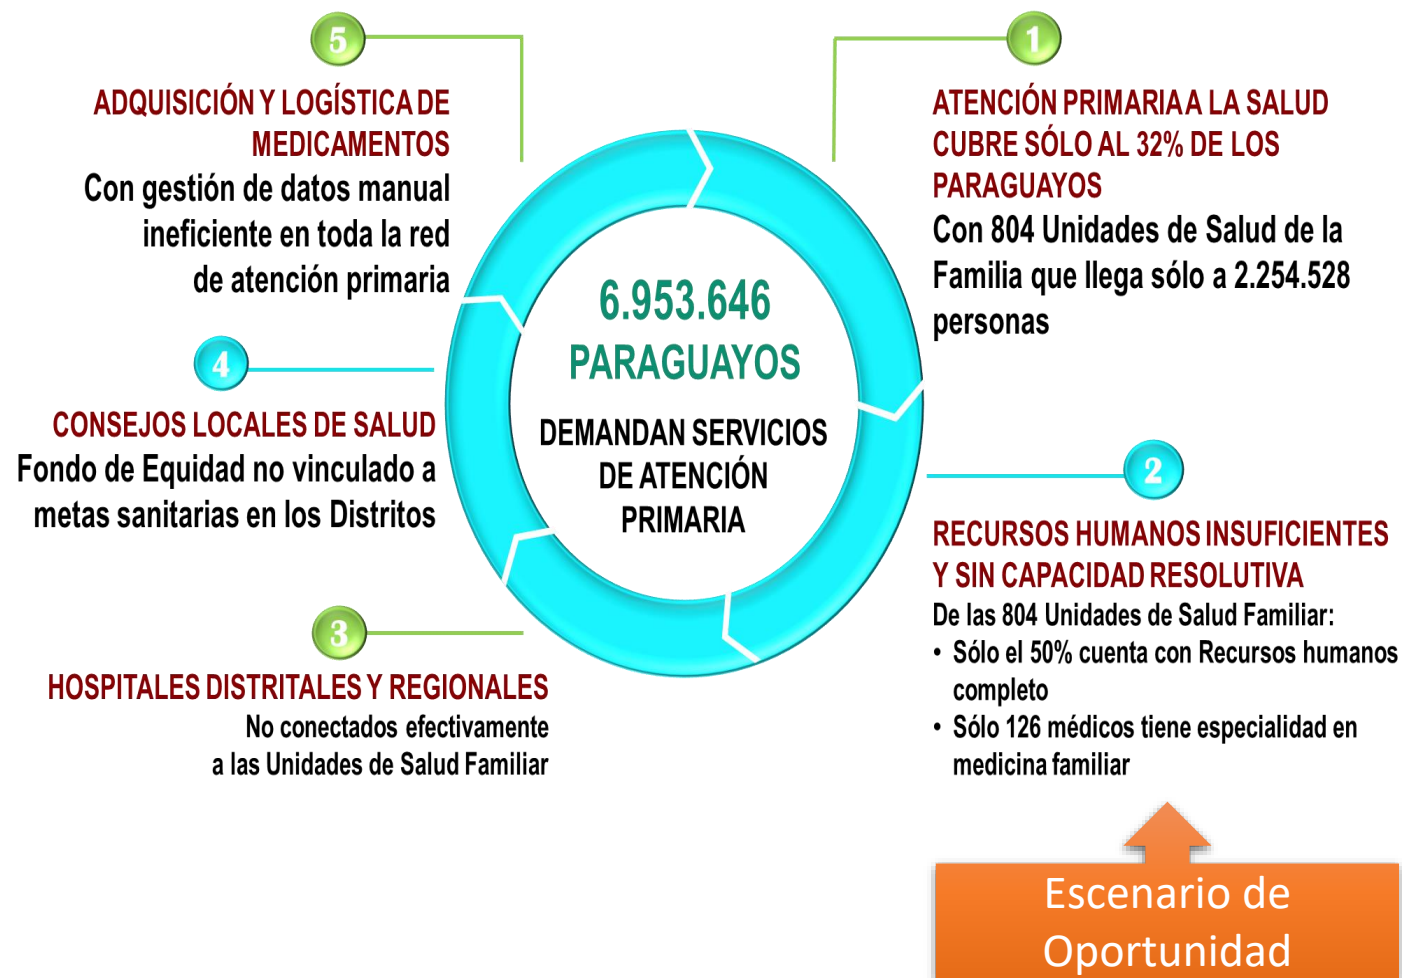 6.953.646
PARAGUAYOS
DEMANDAN SERVICIOS
DE ATENCIÓN
PRIMARIA
1
ATENCIÓN PRIMARIA A LA SALUD
CUBRE SÓLO AL 32% DE LOS
PARAGUAYOS
Con 804 Unidades de Salud de la
Familia que llega sólo a 2.254.528
personas
2
RECURSOS HUMANOS INSUFICIENTES
Y SIN CAPACIDAD RESOLUTIVA
De las 804 Unidades de Salud Familiar:
• Sólo el 50% cuenta con Recursos humanos
completo
• Sólo 126 médicos tiene especialidad en
medicina familiar
3
HOSPITALES DISTRITALES Y REGIONALES
No conectados efectivamente
a las Unidades de Salud Familiar
4
CONSEJOS LOCALES DE SALUD
Fondo de Equidad no vinculado a
metas sanitarias en los Distritos
5
ADQUISICIÓN Y LOGÍSTICA DE
MEDICAMENTOS
Con gestión de datos manual
ineficiente en toda la red
de atención primaria
Escenario de
Oportunidad